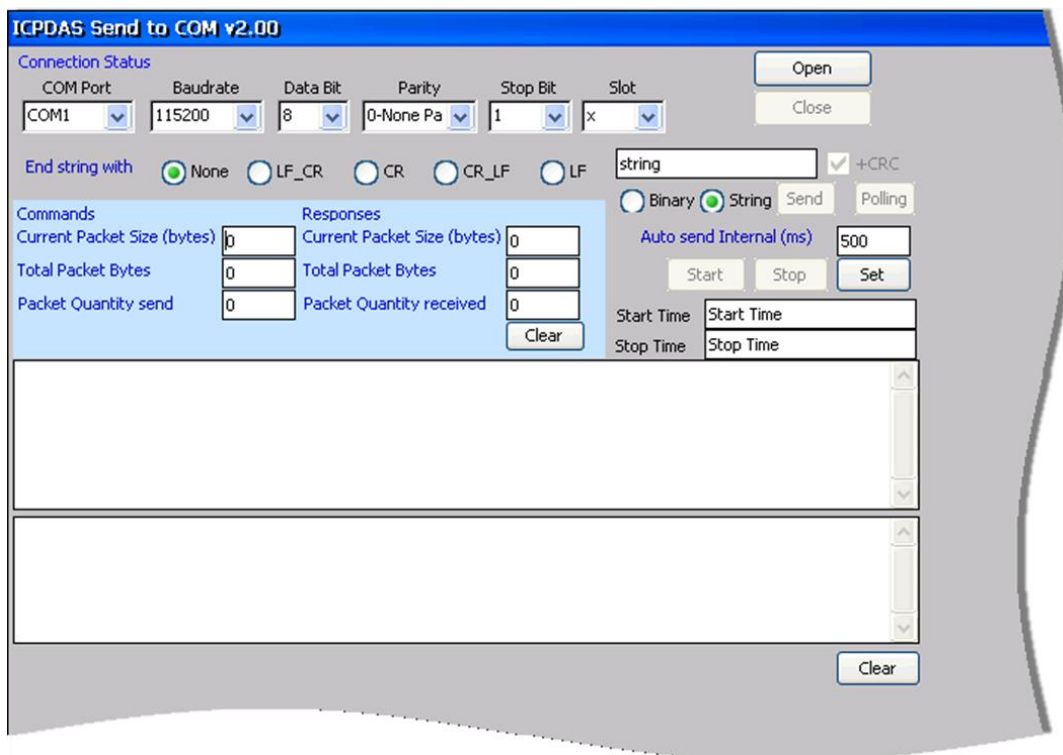 ICPDAS Send to COM v2.00
Connection Status
COM Port Baudrate Data Bit Parity Stop Bit Slot
COM1 115200 8 0-None Pa 1 x
Open
Close
End string with None LF_CR CR CR_LF LF
string +CRC
Binary String Send Polling
Commands Responses
Current Packet Size (bytes) 0 Current Packet Size (bytes) 0
Auto send Internal (ms) 500
Total Packet Bytes 0 Total Packet Bytes 0
Start Stop Set
Packet Quantity send 0 Packet Quantity received 0
Start Time Start Time
Clear
Stop Time Stop Time
Clear